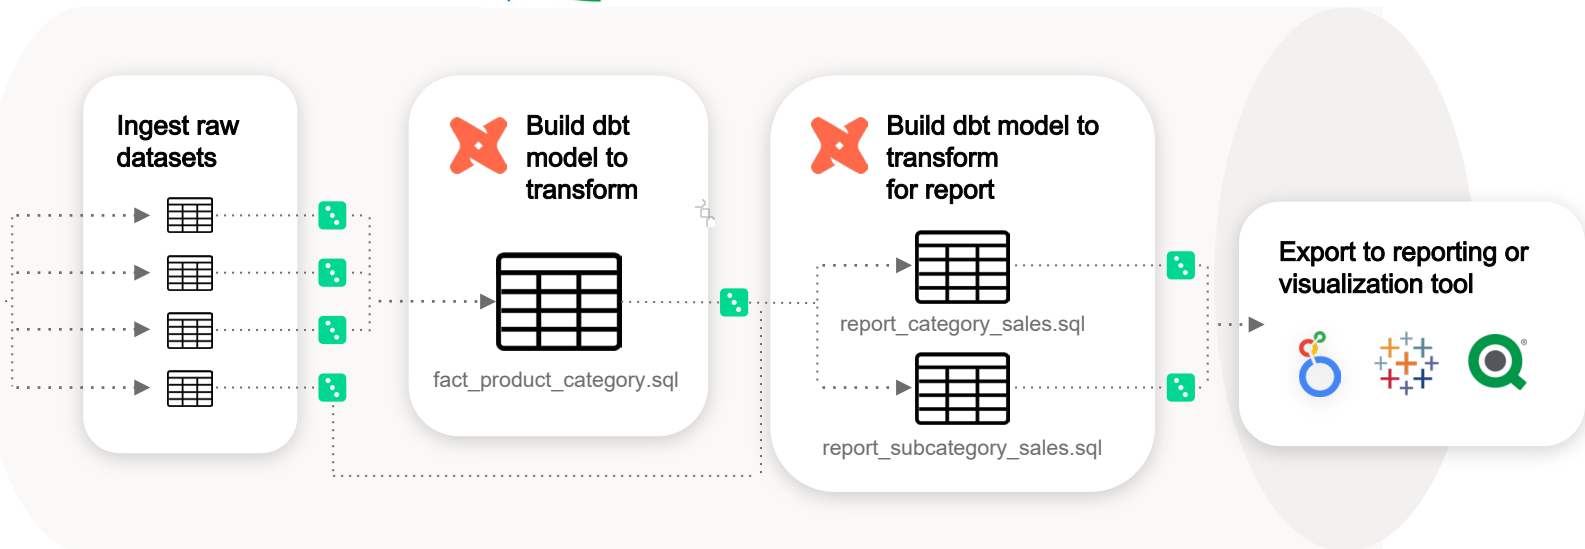 Ingest raw
datasets
Build dbt
model to
transform
fact_product_category.sql
Build dbt model to
transform
for report
report_category_sales.sql
report_subcategory_sales.sql
Export to reporting or
visualization tool
®